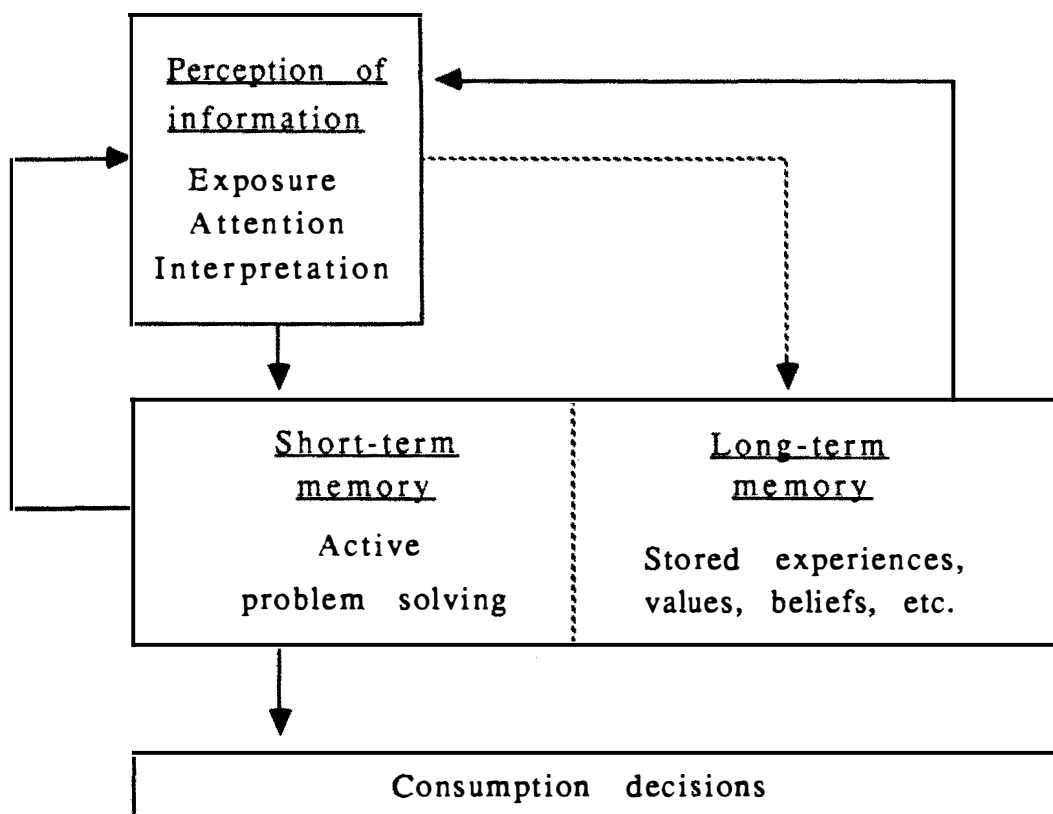 Perception of
information
Exposure
Attention
Interpretation
Short-term
memory
Active
problem solving
Long-term
memory
Stored experiences,
values, beliefs, etc.
Consumption decisions